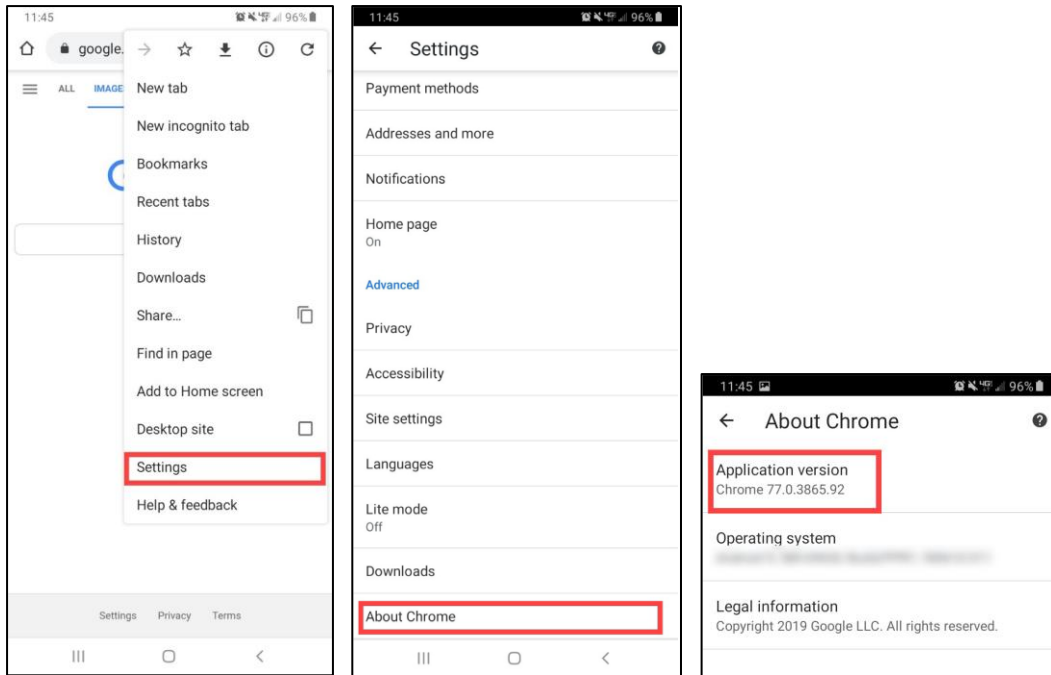 11:45
96%
google.
ALL IMAGE
New tab
New incognito tab
Bookmarks
Recent tabs
History
Downloads
Share...
Find in page
Add to Home screen
Desktop site
Settings
Help & feedback
Settings Privacy Terms
11:45
96%
Settings
Payment methods
Addresses and more
Notifications
Home page
On
Advanced
Privacy
Accessibility
Site settings
Languages
Lite mode
Off
Downloads
About Chrome
11:45
96%
About Chrome
Application version
Chrome 77.0.3865.92
Operating system
Legal information
Copyright 2019 Google LLC. All rights reserved.